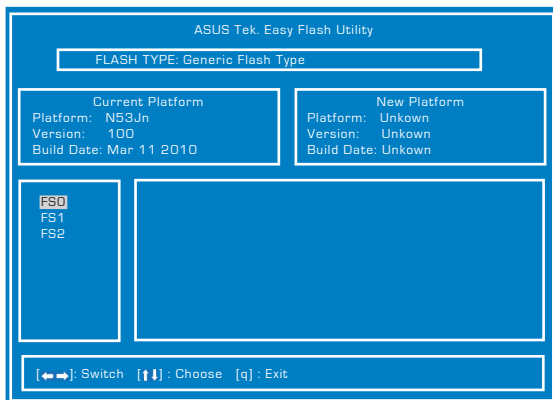 ASUS Tek. Easy Flash Utility
FLASH TYPE: Generic Flash Type
Current Platform
Platform: N53Jn
Version: 100
Build Date: Mar 11 2010
New Platform
Platform: Unkown
Version: Unkown
Build Date: Unkown
FS0
FS1
FS2
[←→]: Switch [↑↓] : Choose [q] : Exit